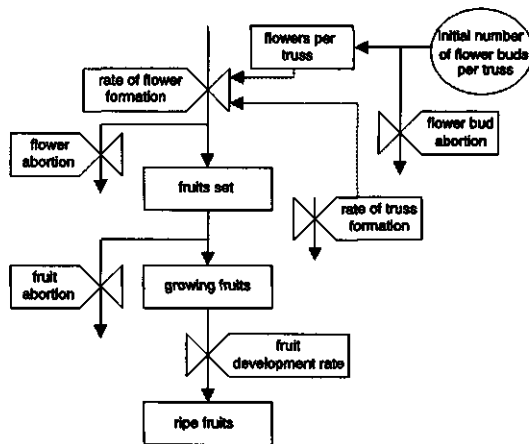 flowers per
truss
initial number
of flower buds
per truss
rate of flower
formation
flower
abortion
flower bud
abortion
fruits set
rate of truss
formation
fruit
abortion
growing fruits
fruit
development rate
ripe fruits